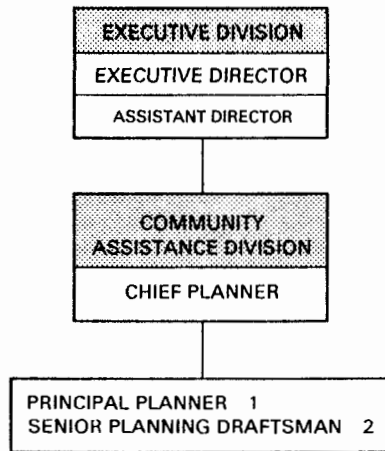 EXECUTIVE DIVISION
EXECUTIVE DIRECTOR
ASSISTANT DIRECTOR
COMMUNITY
ASSISTANCE DIVISION
CHIEF PLANNER
PRINCIPAL PLANNER 1
SENIOR PLANNING DRAFTSMAN 2